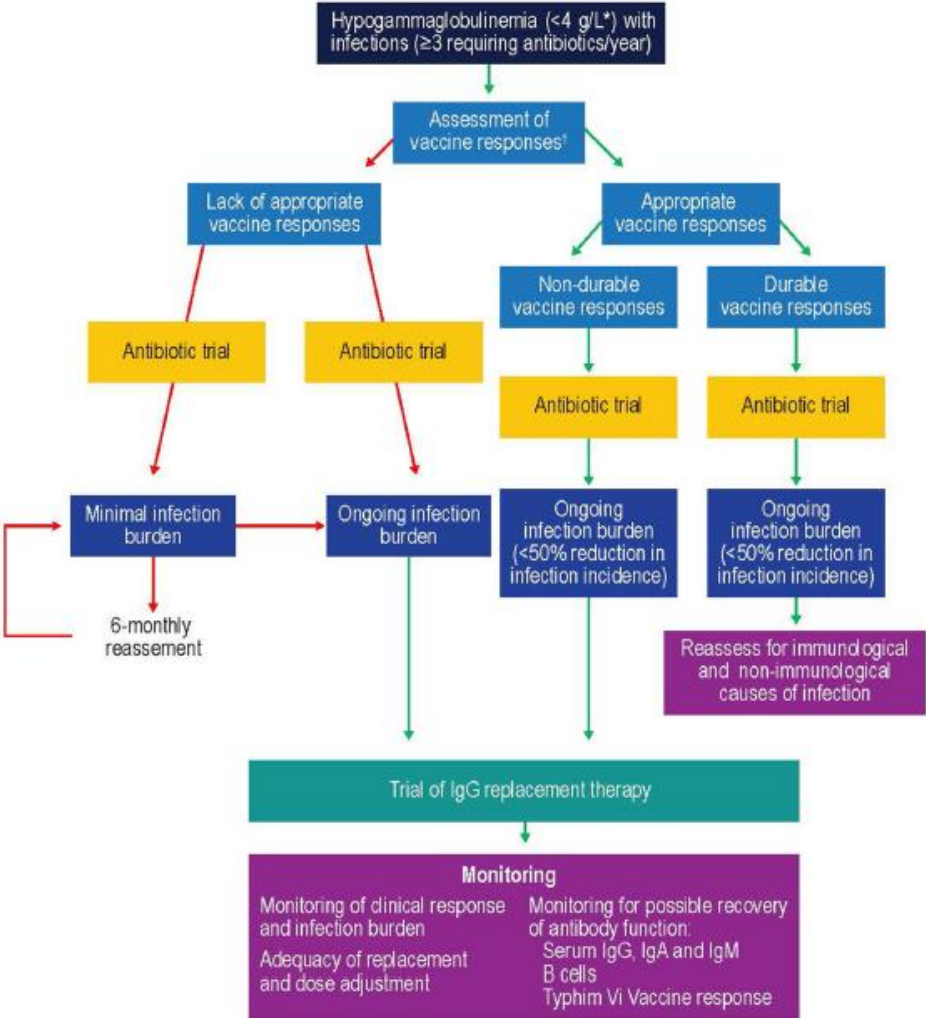 Hypogammaglobulinemia (<4 g/L*) with
infections (≥3 requiring antibiotics/year)
Assessment of
vaccine responses†
Lack of appropriate
vaccine responses
Appropriate
vaccine responses
Non-durable
vaccine responses
Durable
vaccine responses
Antibiotic trial
Antibiotic trial
Antibiotic trial
Antibiotic trial
Minimal infection
burden
Ongoing infection
burden
Ongoing
infection burden
(<50% reduction in
infection incidence)
Ongoing
infection burden
(<50% reduction in
infection incidence)
6-monthly
reassement
Reassess for immunological
and non-immunological
causes of infection
Trial of IgG replacement therapy
Monitoring
Monitoring of clinical response
and infection burden
Adequacy of replacement
and dose adjustment
Monitoring for possible recovery
of antibody function:
Serum IgG, IgA and IgM
B cells
Typhim Vi Vaccine response